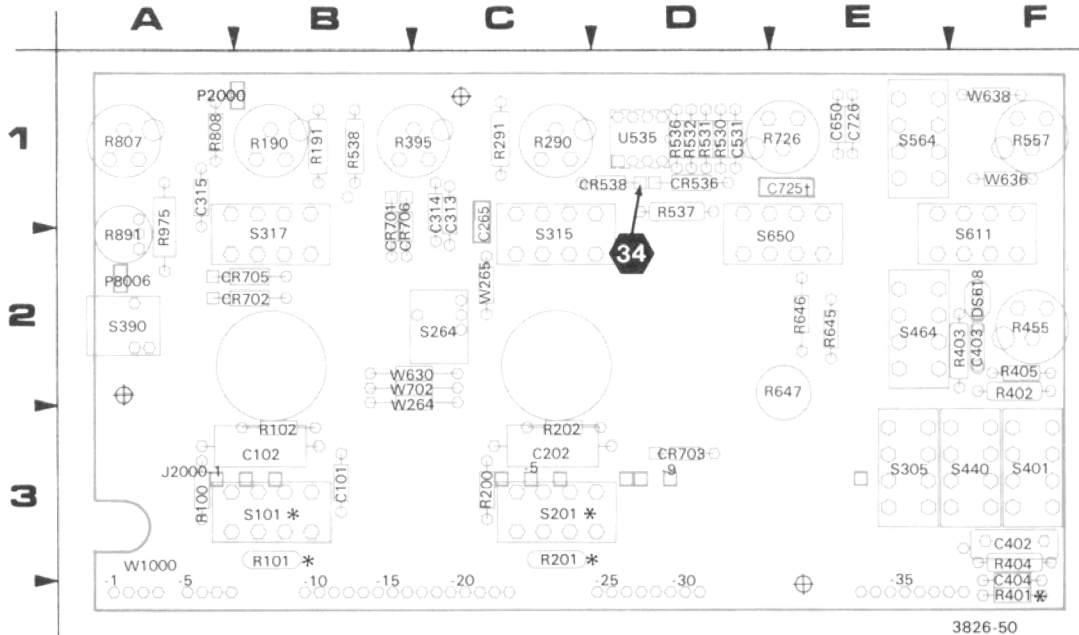 A B C D E F
1
P2000
W638
R807
R808
R190
R191
R538
R395
R291
R290
U535
R536
R532
R531
R530
C531
R726
C650
C726
S564
R557
C315
CR538
CR536
C725†
W636
R891
R975
S317
CR701
CR706
C314
C313
C265
S315
R537
S650
S611
34
P8006
CR705
W265
2
S390
CR702
S264
R646
R645
S464
DS618
R403
C403
R455
W630
W702
W264
R647
R405
R402
R102
R202
C102
C202
CR703
J2000-1
-5
-9
3
R100
S101*
C101
R200
S201*
S305
S440
S401
C402
W1000
R101*
R201*
R404
-1 -5 -10 -15 -20 -25 -30 -35
C404
R401*
3826-50